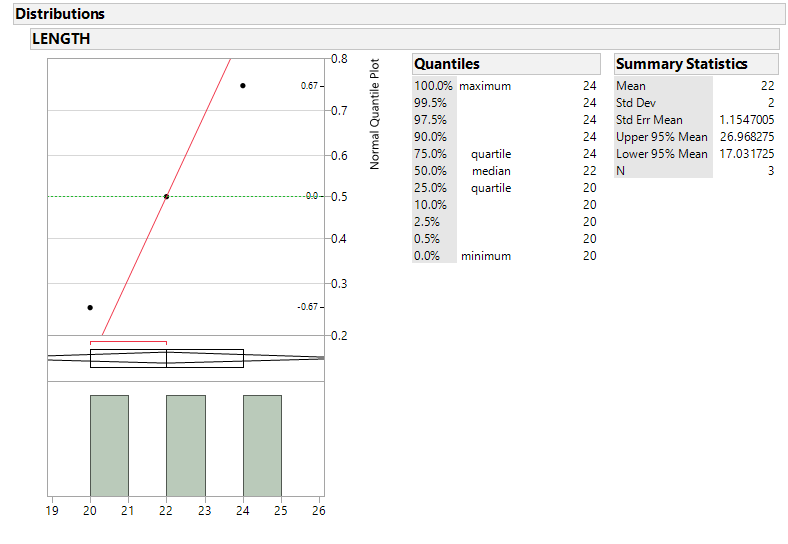 Distributions
LENGTH
0.8
0.67
0.7
0.6
0.0
0.5
0.4
0.3
-0.67
0.2
Normal Quantile Plot
19 20 21 22 23 24 25 26
Quantiles
100.0% maximum 24
99.5% 24
97.5% 24
90.0% 24
75.0% quartile 24
50.0% median 22
25.0% quartile 20
10.0% 20
2.5% 20
0.5% 20
0.0% minimum 20
Summary Statistics
Mean 22
Std Dev 2
Std Err Mean 1.1547005
Upper 95% Mean 26.968275
Lower 95% Mean 17.031725
N 3